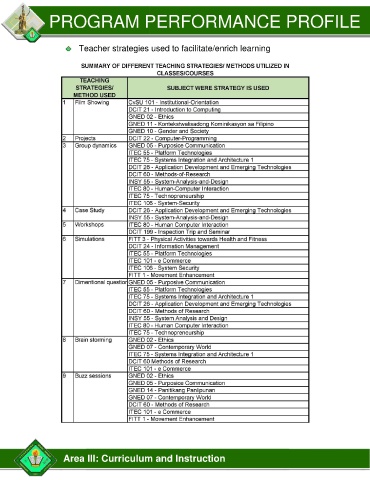 PROGRAM PERFORMANCE PROFILE
Teacher strategies used to facilitate/enrich learning
SUMMARY OF DIFFERENT TEACHING STRATEGIES/ METHODS UTILIZED IN
CLASSES/COURSES
TEACHING
STRATEGIES/
METHOD USED
SUBJECT WERE STRATEGY IS USED
1 Film Showing CvSU 101 - Institutional-Orientation
DCIT 21 - Introduction to Computing
GNED 02 - Ethics
GNED 11 - Kontekstwalisadong Komunikasyon sa Filipino
GNED 10 - Gender and Society
2 Projects DCIT 22 - Computer-Programming
3 Group dynamics GNED 05 - Purposive Communication
ITEC 55 - Platform Technologies
ITEC 75 - Systems Integration and Architecture 1
DCIT 26 - Application Development and Emerging Technologies
DCIT 60 - Methods-of-Research
INSY 55 - System-Analysis-and-Design
ITEC 80 - Human-Computer Interaction
ITEC 75 - Technopreneurship
ITEC 106 - System-Security
4 Case Study DCIT 26 - Application Development and Emerging Technologies
INSY 55 - System-Analysis-and-Design
5 Workshops ITEC 80 - Human Computer Interaction
DCIT 199 - Inspection Trip and Seminar
6 Simulations FITT 3 - Physical Activities towards Health and Fitness
DCIT 24 - Information Management
ITEC 55 - Platform Technologies
ITEC 101 - e Commerce
ITEC 106 - System Security
FITT 1 - Movement Enhancement
7 Dimentional question GNED 05 - Purposive Communication
ITEC 55 - Platform Technologies
ITEC 75 - Systems Integration and Architecture 1
DCIT 26 - Application Development and Emerging Technologies
DCIT 60 - Methods of Research
INSY 55 - System Analysis and Design
ITEC 80 - Human Computer Interaction
ITEC 75 - Technopreneurship
8 Brain storming GNED 02 - Ethics
GNED 07 - Contemporary World
ITEC 75 - Systems Integration and Architecture 1
DCIT 60 Methods of Research
ITEC 101 - e Commerce
9 Buzz sessions GNED 02 - Ethics
GNED 05 - Purposive Communication
GNED 14 - Panitikang Panlipunan
GNED 07 - Contemporary World
DCIT 60 - Methods of Research
ITEC 101 - e Commerce
FITT 1 - Movement Enhancement
Area III: Curriculum and Instruction